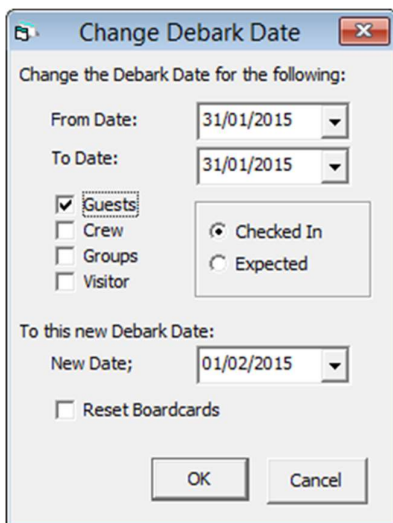 Change Debark Date
Change the Debark Date for the following:
From Date: 31/01/2015
To Date: 31/01/2015
Guests
Crew
Groups
Visitor
Checked In
Expected
To this new Debark Date:
New Date; 01/02/2015
Reset Boardcards
OK Cancel